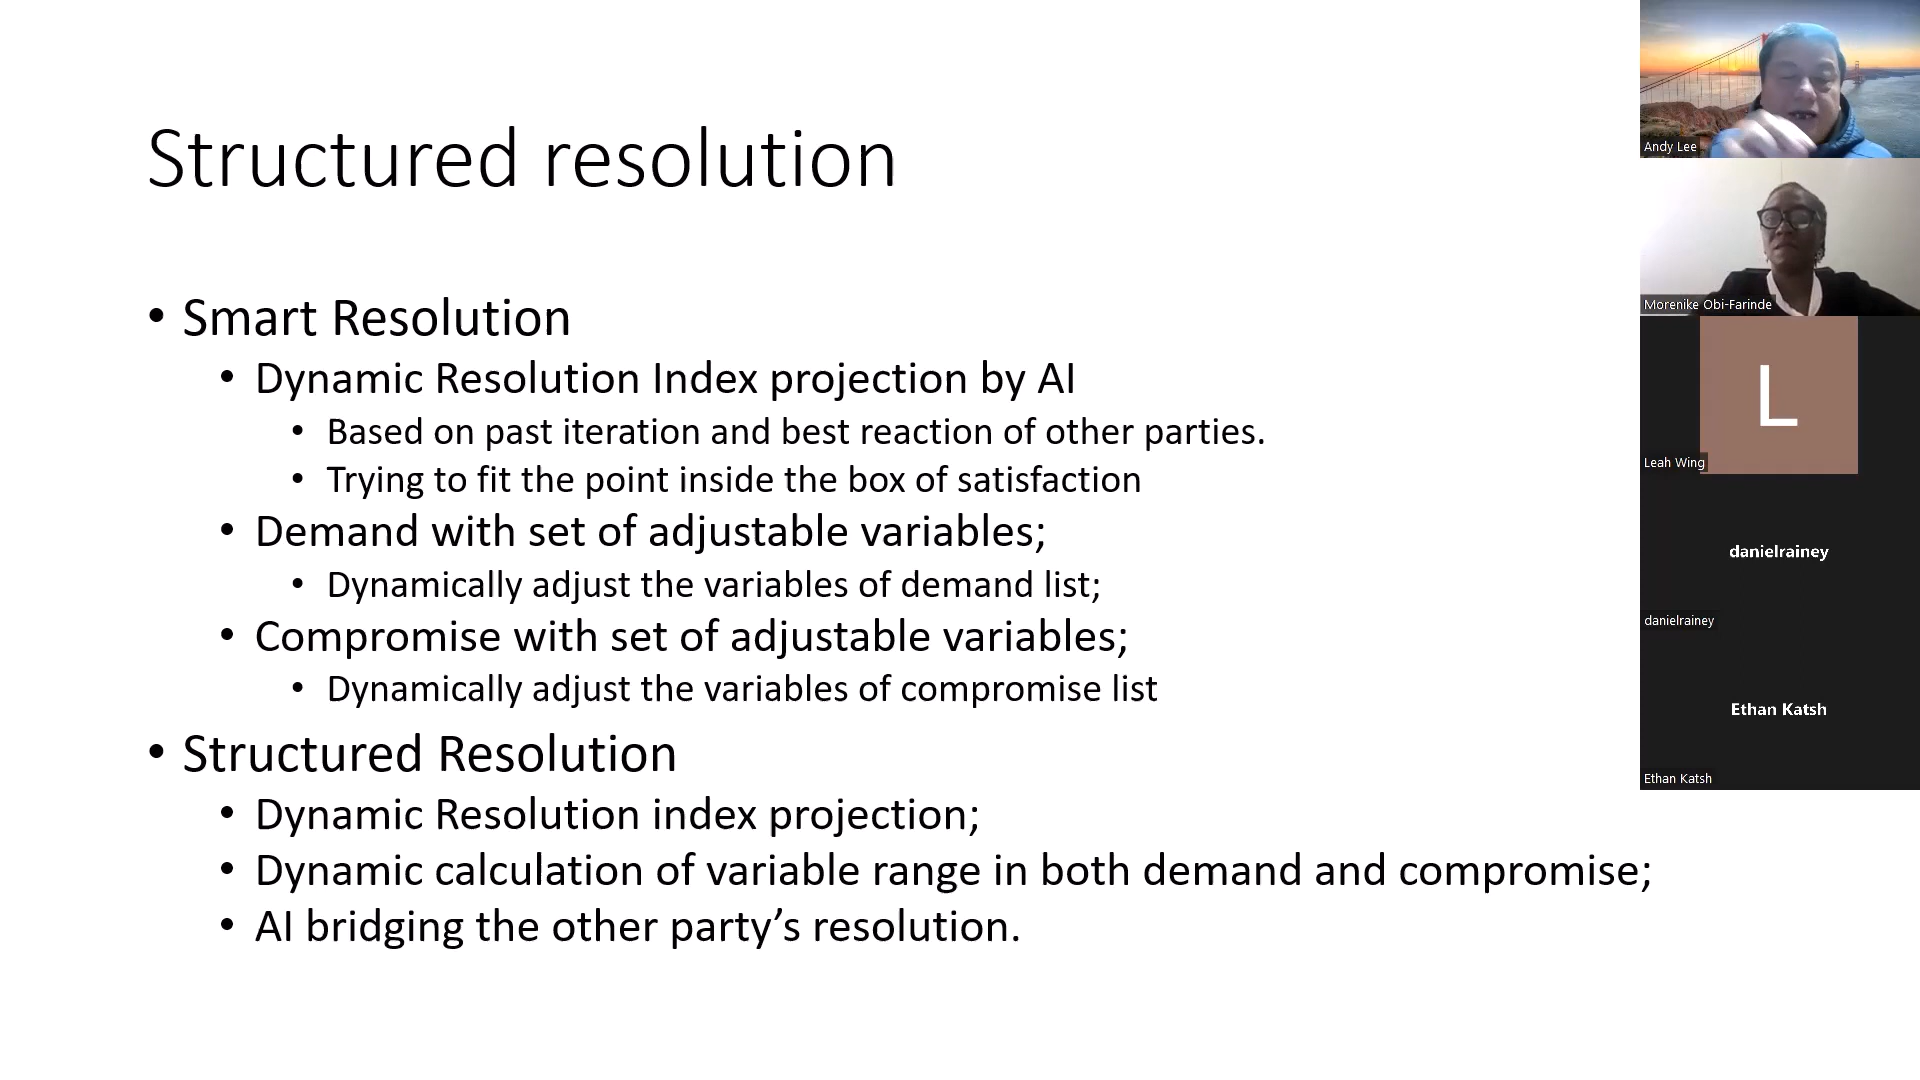 Structured resolution
• Smart Resolution
• Dynamic Resolution Index projection by AI
• Based on past iteration and best reaction of other parties.
• Trying to fit the point inside the box of satisfaction
• Demand with set of adjustable variables;
• Dynamically adjust the variables of demand list;
• Compromise with set of adjustable variables;
• Dynamically adjust the variables of compromise list
• Structured Resolution
• Dynamic Resolution index projection;
• Dynamic calculation of variable range in both demand and compromise;
• AI bridging the other party’s resolution.
Andy Lee
Morenike Obi-Farinde
L
Leah Wing
danielrainey
danielrainey
Ethan Katsh
Ethan Katsh